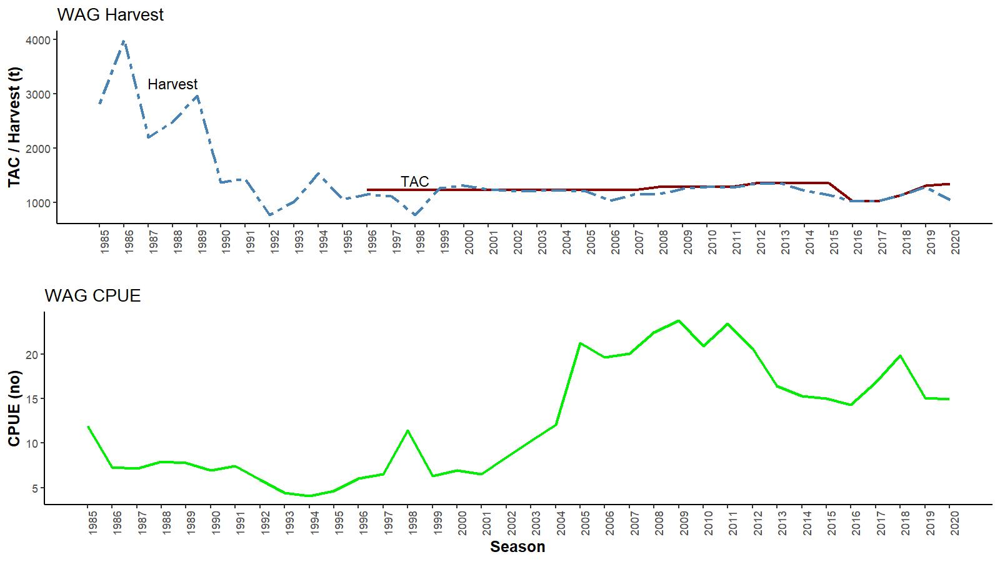 WAG Harvest
TAC / Harvest (t)
4000
3000
2000
1000
Harvest
TAC
1985 1986 1987 1988 1989 1990 1991 1992 1993 1994 1995 1996 1997 1998 1999 2000 2001 2002 2003 2004 2005 2006 2007 2008 2009 2010 2011 2012 2013 2014 2015 2016 2017 2018 2019 2020
WAG CPUE
CPUE (no)
20
15
10
5
1985 1986 1987 1988 1989 1990 1991 1992 1993 1994 1995 1996 1997 1998 1999 2000 2001 2002 2003 2004 2005 2006 2007 2008 2009 2010 2011 2012 2013 2014 2015 2016 2017 2018 2019 2020
Season